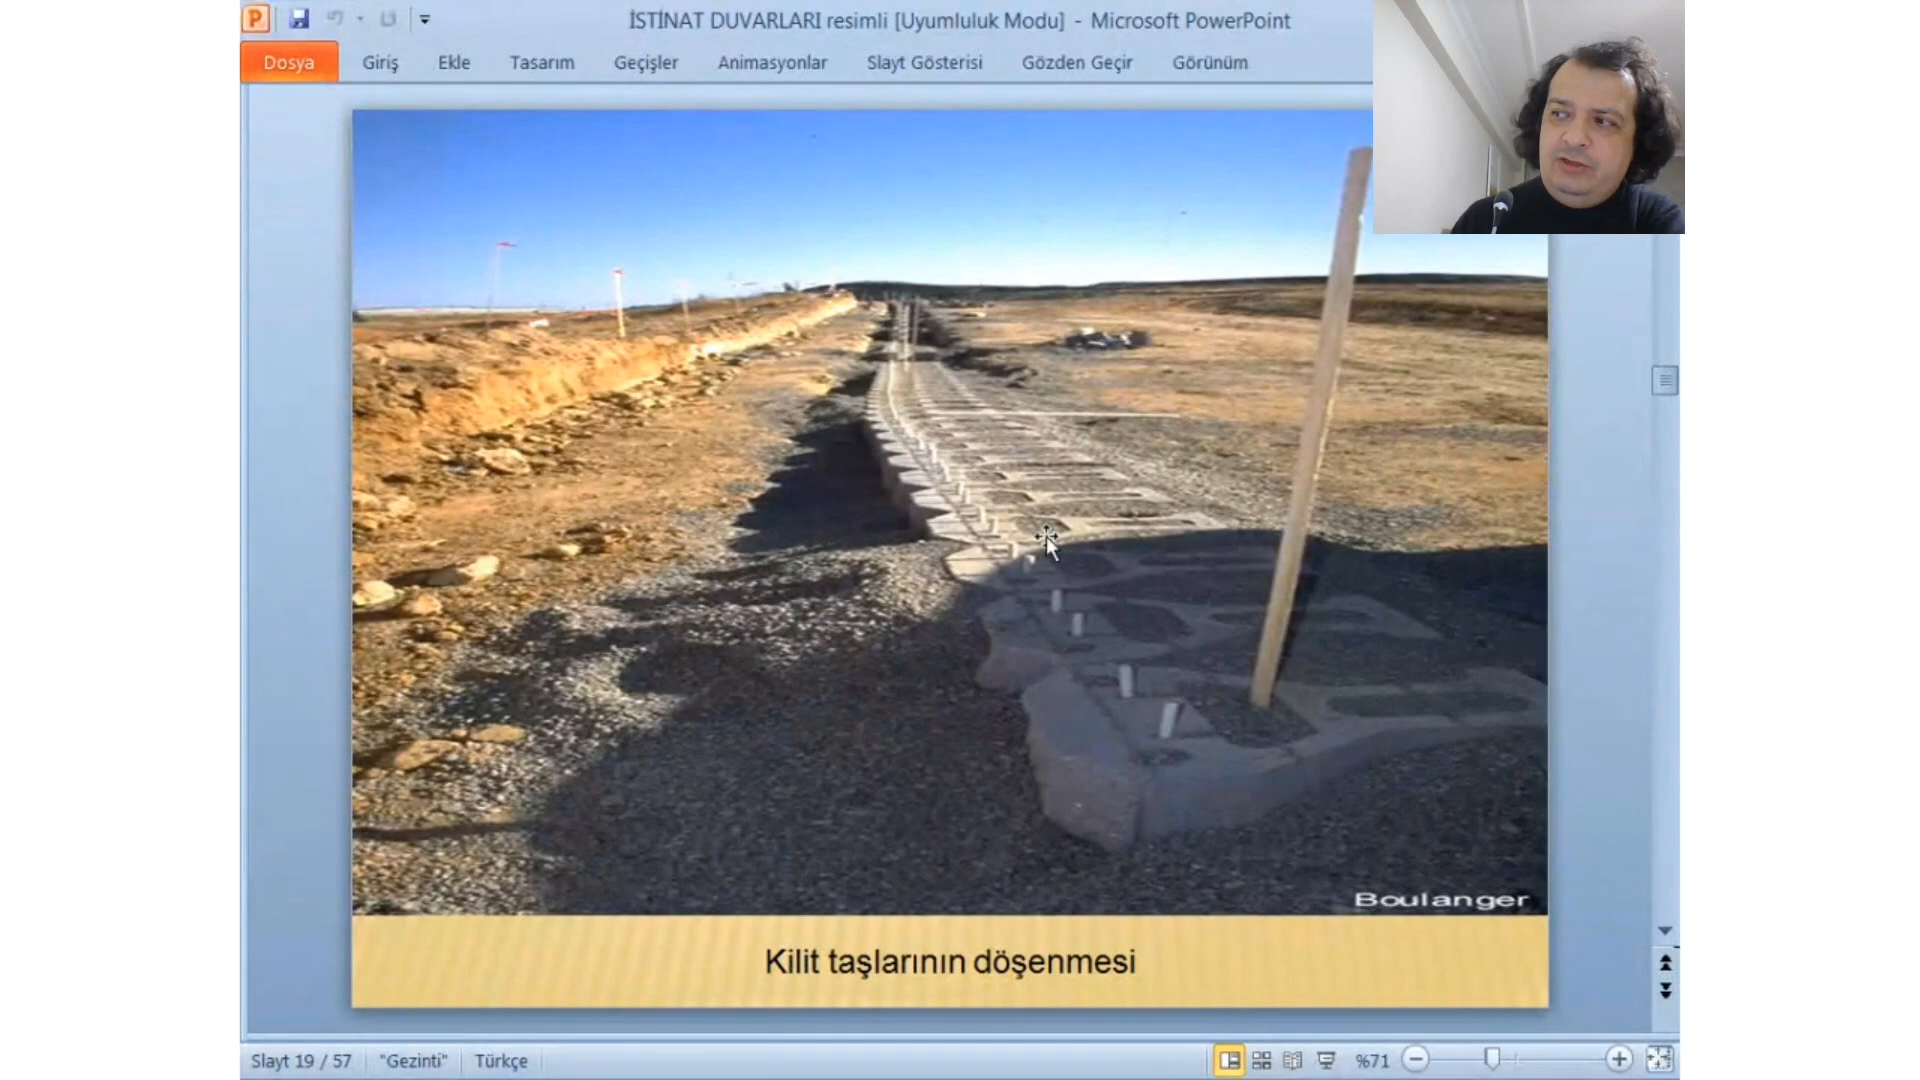 İSTİNAT DUVARLARI resimli [Uyumluluk Modu] - Microsoft PowerPoint
Dosya Giriş Ekle Tasarım Geçişler Animasyonlar Slayt Gösterisi Gözden Geçir Görünüm
Boulanger
Kilit taşlarının döşenmesi
Slayt 19 / 57 "Gezinti" Türkçe %71